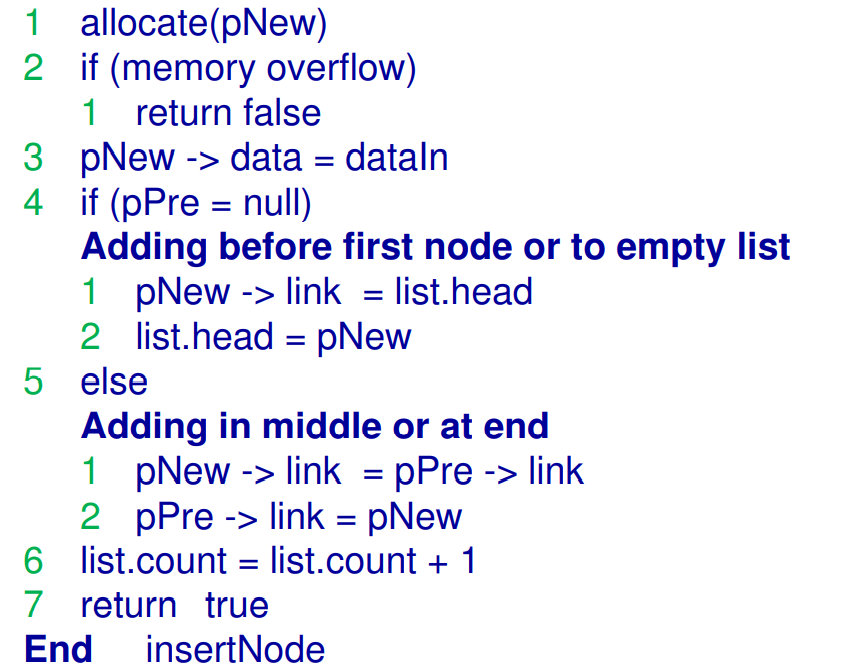 1 allocate(pNew)
2 if (memory overflow)
1 return false
3 pNew -> data = dataIn
4 if (pPre = null)
Adding before first node or to empty list
1 pNew -> link = list.head
2 list.head = pNew
5 else
Adding in middle or at end
1 pNew -> link = pPre -> link
2 pPre -> link = pNew
6 list.count = list.count + 1
7 return true
End insertNode